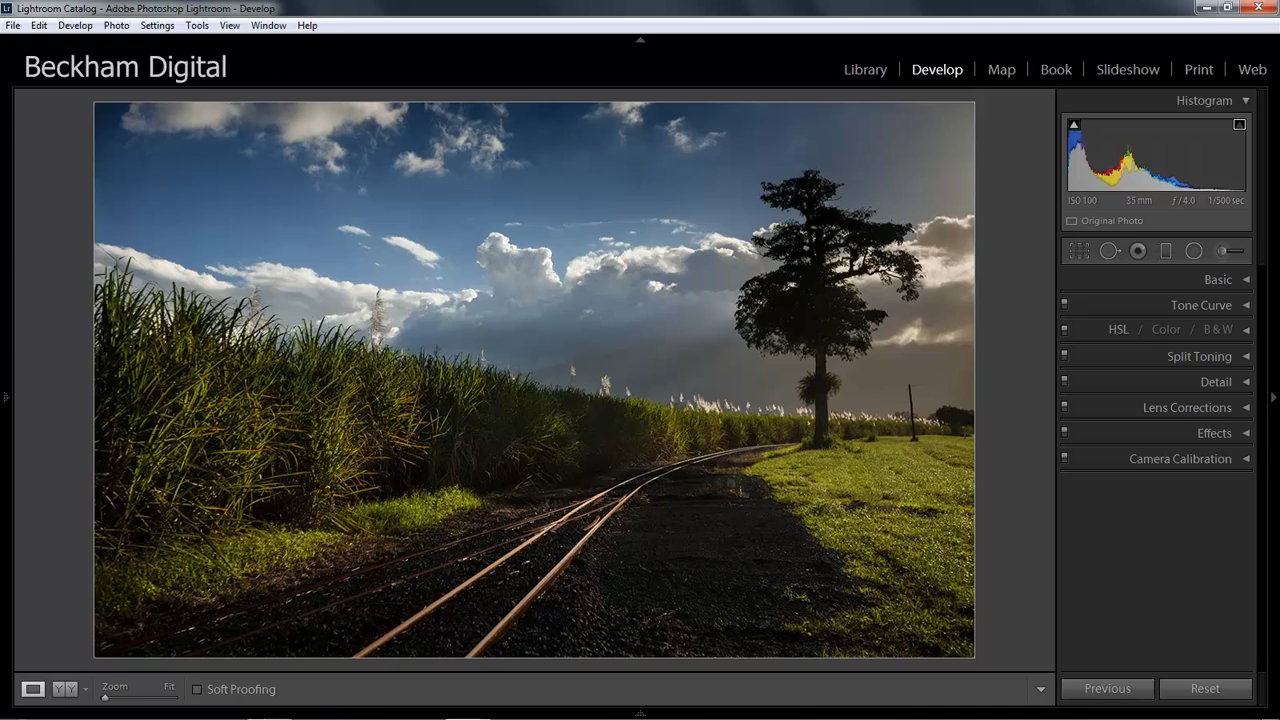 Lr Lightroom Catalog - Adobe Photoshop Lightroom - Develop
File Edit Develop Photo Settings Tools View Window Help
Beckham Digital
Library Develop Map Book Slideshow Print Web
Histogram
ISO 100 35 mm ƒ / 4.0 1/500 sec
Original Photo
Basic
Tone Curve
HSL / Color / B & W
Split Toning
Detail
Lens Corrections
Effects
Camera Calibration
Y Y Zoom Fit Soft Proofing
Previous Reset